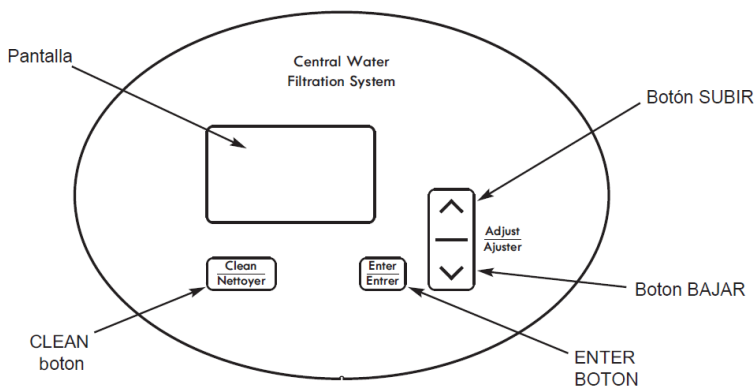 Central Water
Filtration System
Pantalla
Botón SUBIR
Adjust
Ajuster
Clean
Nettoyer
Enter
Entrer
Boton BAJAR
CLEAN
boton
ENTER
BOTON